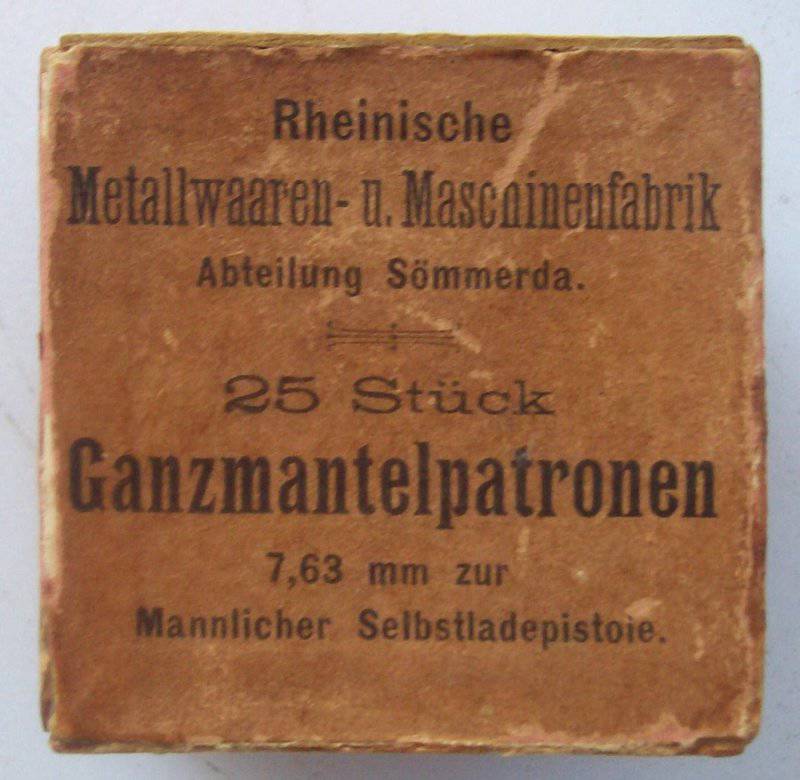 Rheinische
Metallwaaren- u. Maschinenfabrik
Abteilung Sömmerda.
25 Stück
Ganzmantelpatronen
7,63 mm zur
Mannlicher Selbstladepistole.